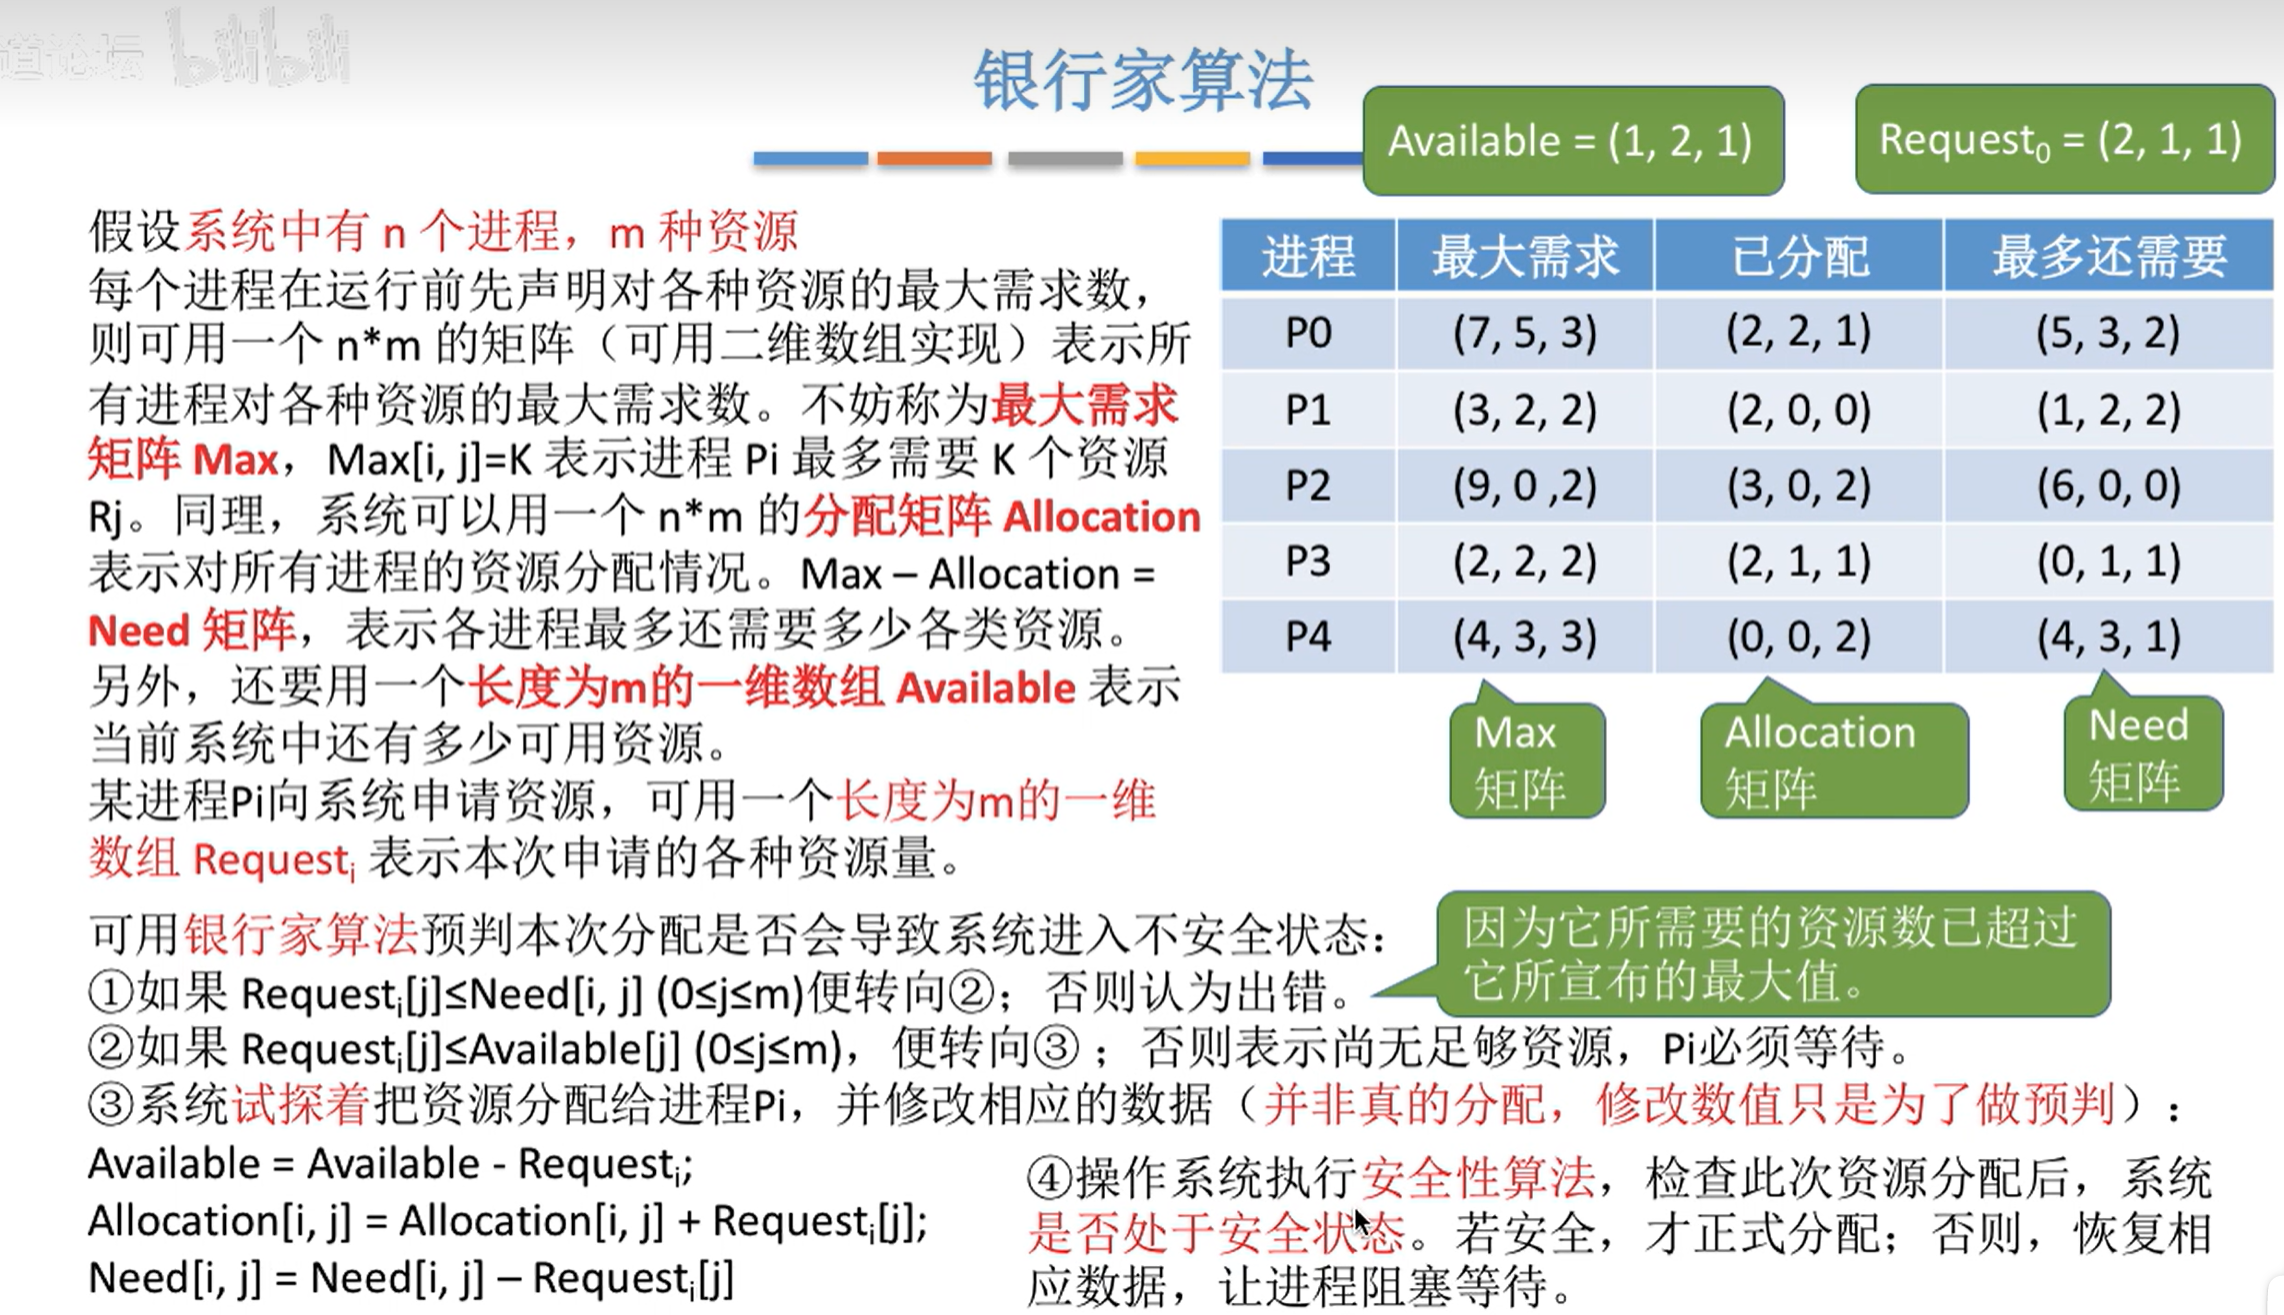 道论坛 bilibili
银行家算法
Available = (1, 2, 1)
Request₀ = (2, 1, 1)
假设系统中有 n 个进程，m 种资源
每个进程在运行前先声明对各种资源的最大需求数，
则可用一个 n*m 的矩阵（可用二维数组实现）表示所
有进程对各种资源的最大需求数。不妨称为最大需求
矩阵 Max，Max[i, j]=K 表示进程 Pi 最多需要 K 个资源
Rj。同理，系统可以用一个 n*m 的分配矩阵 Allocation
表示对所有进程的资源分配情况。Max – Allocation =
Need 矩阵，表示各进程最多还需要多少各类资源。
另外，还要用一个长度为m的一维数组 Available 表示
当前系统中还有多少可用资源。
某进程Pi向系统申请资源，可用一个长度为m的一维
数组 Requestᵢ 表示本次申请的各种资源量。
进程 最大需求 已分配 最多还需要
P0 (7, 5, 3) (2, 2, 1) (5, 3, 2)
P1 (3, 2, 2) (2, 0, 0) (1, 2, 2)
P2 (9, 0 ,2) (3, 0, 2) (6, 0, 0)
P3 (2, 2, 2) (2, 1, 1) (0, 1, 1)
P4 (4, 3, 3) (0, 0, 2) (4, 3, 1)
Max
矩阵
Allocation
矩阵
Need
矩阵
可用银行家算法预判本次分配是否会导致系统进入不安全状态：
①如果 Requestᵢ[j]≤Need[i, j] (0≤j≤m)便转向②；否则认为出错。
因为它所需要的资源数已超过
它所宣布的最大值。
②如果 Requestᵢ[j]≤Available[j] (0≤j≤m)，便转向③；否则表示尚无足够资源，Pi必须等待。
③系统试探着把资源分配给进程Pi，并修改相应的数据（并非真的分配，修改数值只是为了做预判）：
Available = Available - Requestᵢ;
Allocation[i, j] = Allocation[i, j] + Requestᵢ[j];
Need[i, j] = Need[i, j] – Requestᵢ[j]
④操作系统执行安全性算法，检查此次资源分配后，系统
是否处于安全状态。若安全，才正式分配；否则，恢复相
应数据，让进程阻塞等待。